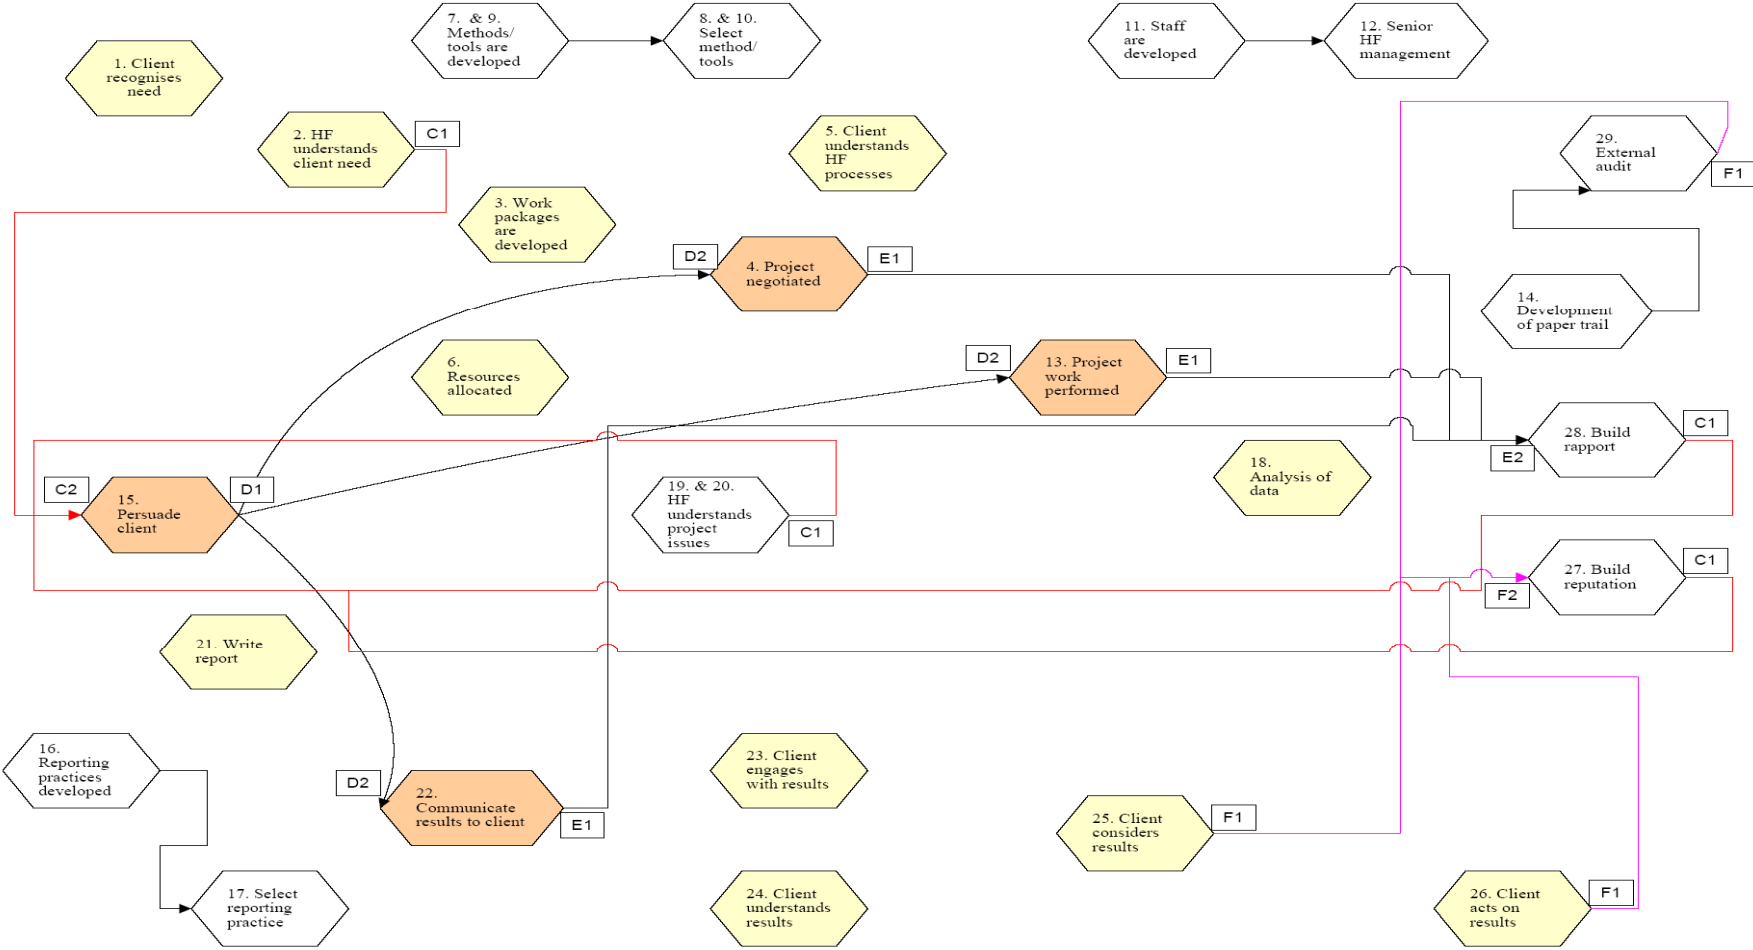 7.  & 9.
Methods/
tools are
developed
8. & 10.
Select
method/
tools
11. Staff
are
developed
12. Senior
HF
management
1. Client
recognises
need
2. HF
understands
client need
C1
5. Client
understands
HF
processes
29.
External
audit
F1
3. Work
packages
are
developed
D2
4. Project
negotiated
E1
14.
Development
of paper trail
6.
Resources
allocated
D2
13. Project
work
performed
E1
28. Build
rapport
C1
E2
C2
15.
Persuade
client
D1
19. & 20.
HF
understands
project
issues
C1
18.
Analysis of
data
27. Build
reputation
C1
F2
21. Write
report
16.
Reporting
practices
developed
D2
22.
Communicate
results to client
E1
23. Client
engages
with results
25. Client
considers
results
F1
17. Select
reporting
practice
24. Client
understands
results
26. Client
acts on
results
F1